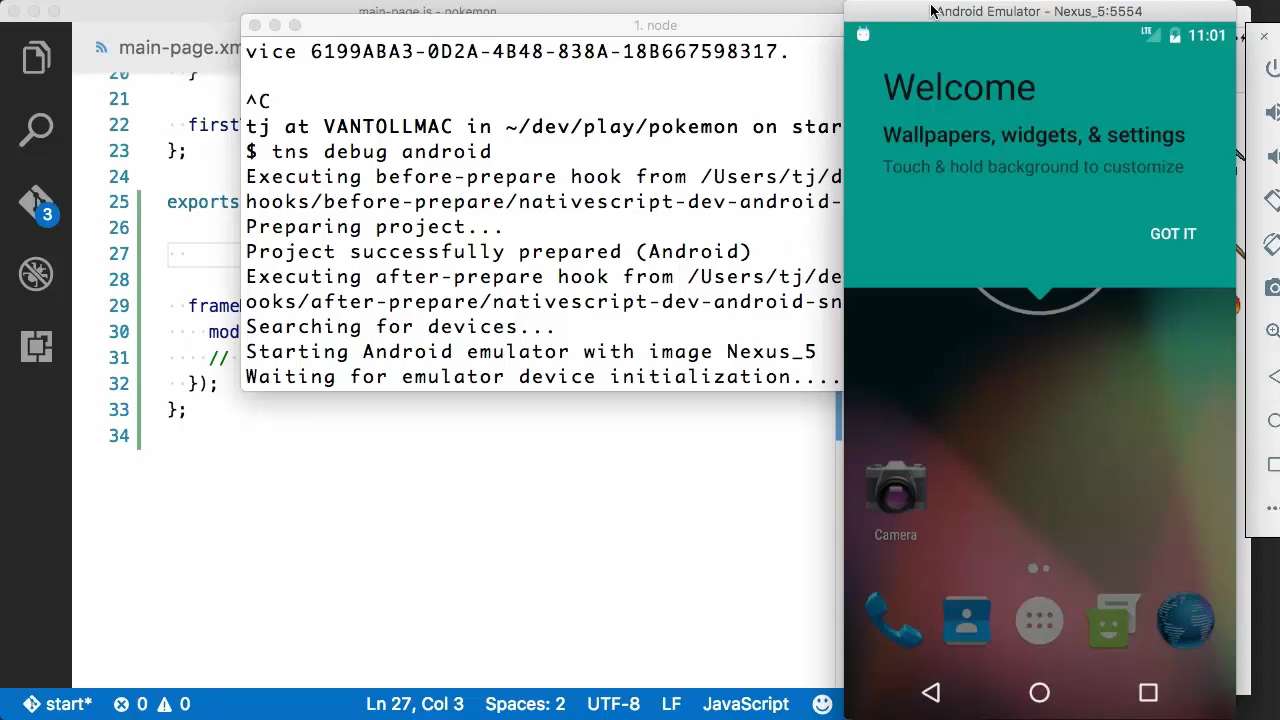 main-page.js - pokemon
1. node
Android Emulator - Nexus_5:5554
main-page.xm
vice 6199ABA3-0D2A-4B48-838A-18B667598317.
^C
tj at VANTOLLMAC in ~/dev/play/pokemon on star
$ tns debug android
Executing before-prepare hook from /Users/tj/d
hooks/before-prepare/nativescript-dev-android-
Preparing project...
Project successfully prepared (Android)
Executing after-prepare hook from /Users/tj/de
ooks/after-prepare/nativescript-dev-android-sn
Searching for devices...
Starting Android emulator with image Nexus_5
Waiting for emulator device initialization....
20 }
21
22 first
23 };
24
25 exports
26
27
28
29 frame
30 mod
31 //
32 });
33 };
34
3
LTE 11:01
Welcome
Wallpapers, widgets, & settings
Touch & hold background to customize
GOT IT
Camera
start* 0 0 Ln 27, Col 3 Spaces: 2 UTF-8 LF JavaScript